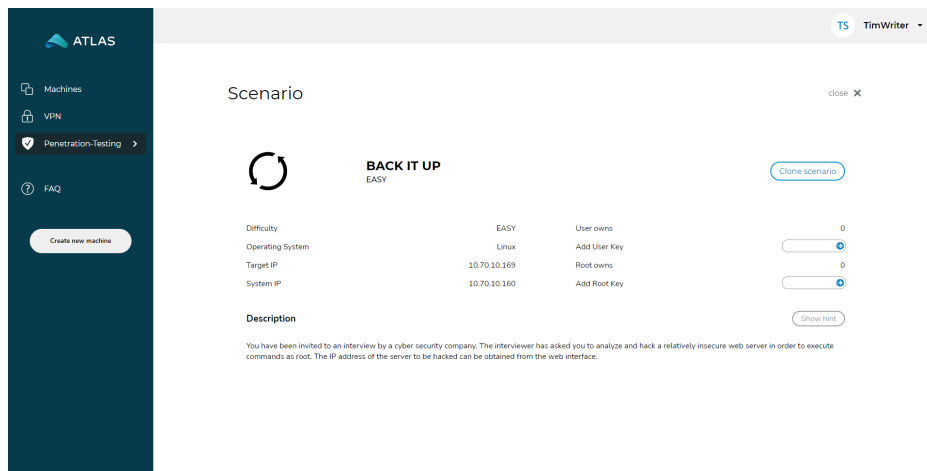 TS TimWriter
ATLAS
Machines
VPN
Penetration-Testing
FAQ
Create new machine
Scenario
close
BACK IT UP
EASY
Clone scenario
Difficulty EASY User owns 0
Operating System Linux Add User Key
Target IP 10.70.10.169 Root owns 0
System IP 10.70.10.160 Add Root Key
Description Show hint
You have been invited to an interview by a cyber security company. The interviewer has asked you to analyze and hack a relatively insecure web server in order to execute
commands as root. The IP address of the server to be hacked can be obtained from the web interface.